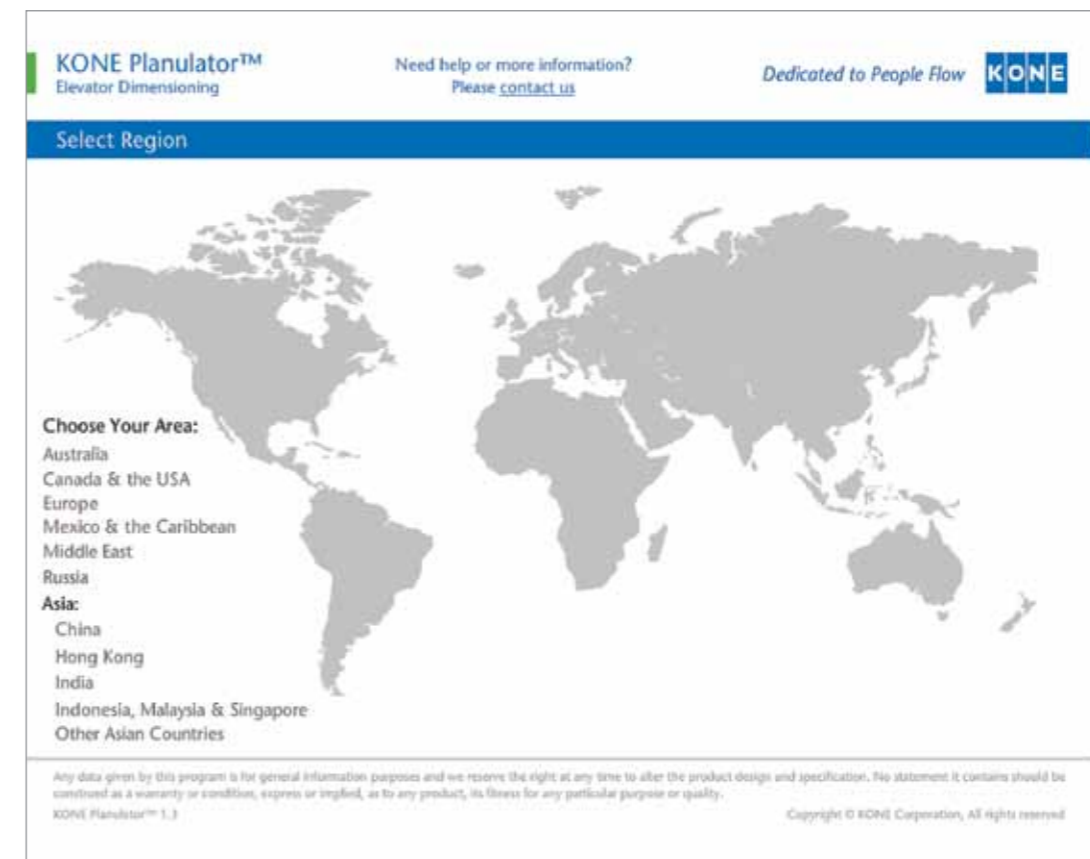 KONE Planulator™
Elevator Dimensioning
Need help or more information?
Please contact us
Dedicated to People Flow
KONE
Select Region
Choose Your Area:
Australia
Canada & the USA
Europe
Mexico & the Caribbean
Middle East
Russia
Asia:
China
Hong Kong
India
Indonesia, Malaysia & Singapore
Other Asian Countries
Any data given by this program is for general information purposes and we reserve the right at any time to alter the product design and specification. No statement it contains should be
construed as a warranty or condition, express or implied, as to any product, its fitness for any particular purpose or quality.
KONE Planulator™ 1.3
Copyright © KONE Corporation, All rights reserved